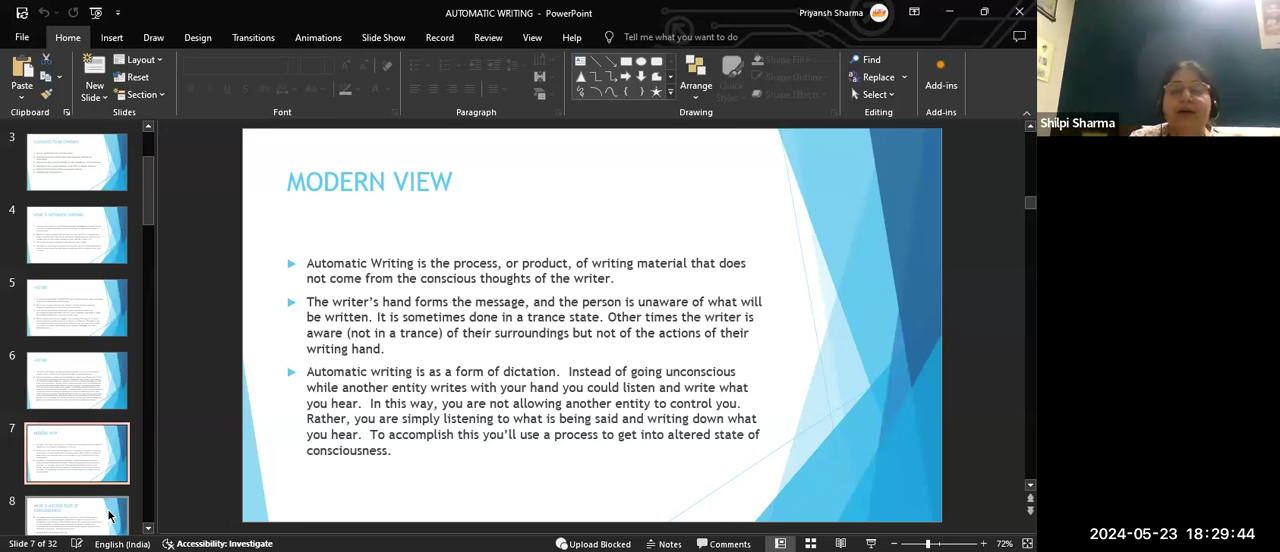 AUTOMATIC WRITING - PowerPoint
Priyansh Sharma
File Home Insert Draw Design Transitions Animations Slide Show Record Review View Help Tell me what you want to do
Paste
New
Slide
Layout
Reset
Section
Shape Fill
Shape Outline
Shape Effects
Arrange
Quick
Styles
Find
Replace
Select
Add-ins
Clipboard Slides Font Paragraph Drawing Editing Add-ins
Shilpi Sharma
3
4
5
6
7
8
MODERN VIEW
Automatic Writing is the process, or product, of writing material that does
not come from the conscious thoughts of the writer.
The writer's hand forms the message, and the person is unaware of what will
be written. It is sometimes done in a trance state. Other times the writer is
aware (not in a trance) of their surroundings but not of the actions of their
writing hand.
Automatic writing is as a form of dictation. Instead of going unconscious
while another entity writes with your hand you could listen and write what
you hear. In this way, you are not allowing another entity to control you.
Rather, you are simply listening to what is being said and writing down what
you hear. To accomplish this you'll use a process to get into altered state of
consciousness.
Slide 7 of 32 English (India) Accessibility: Investigate Upload Blocked Notes Comments 72%
2024-05-23 18:29:44